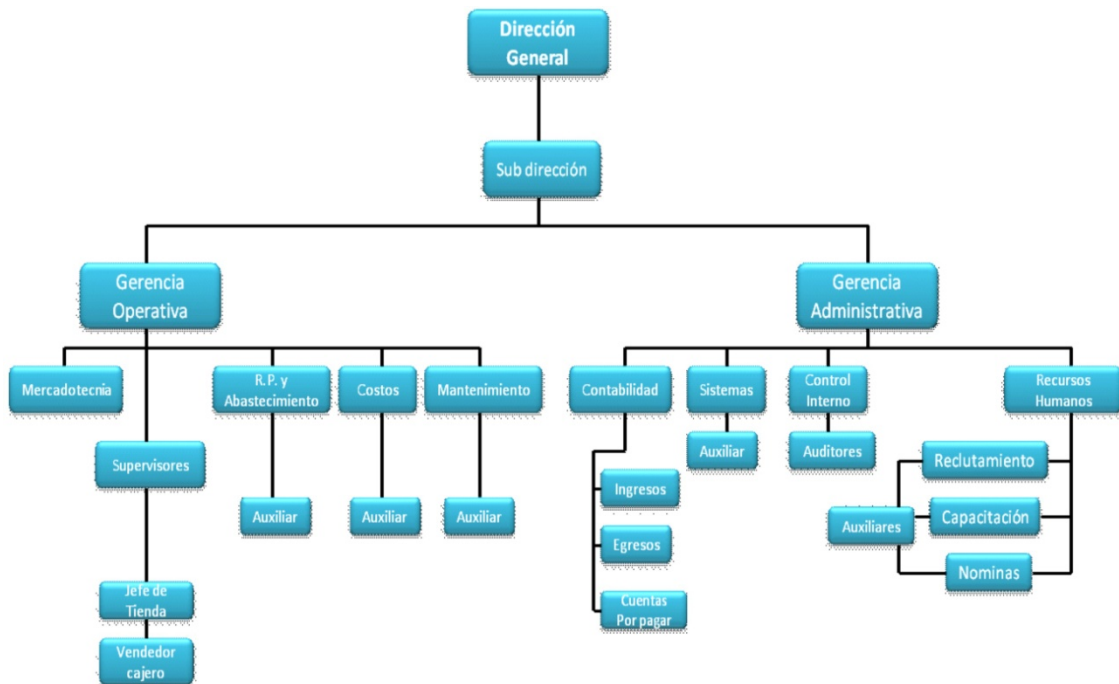 Dirección
General
Sub dirección
Gerencia
Operativa
Gerencia
Administrativa
Mercadotecnia
R. P. y
Abastecimiento
Costos
Mantenimiento
Contabilidad
Sistemas
Control
Interno
Recursos
Humanos
Supervisores
Auxiliar
Auditores
Reclutamiento
Ingresos
Auxiliar
Auxiliar
Auxiliar
Auxiliares
Capacitación
Egresos
Nominas
Jefe de
Tienda
Cuentas
Por pagar
Vendedor
cajero